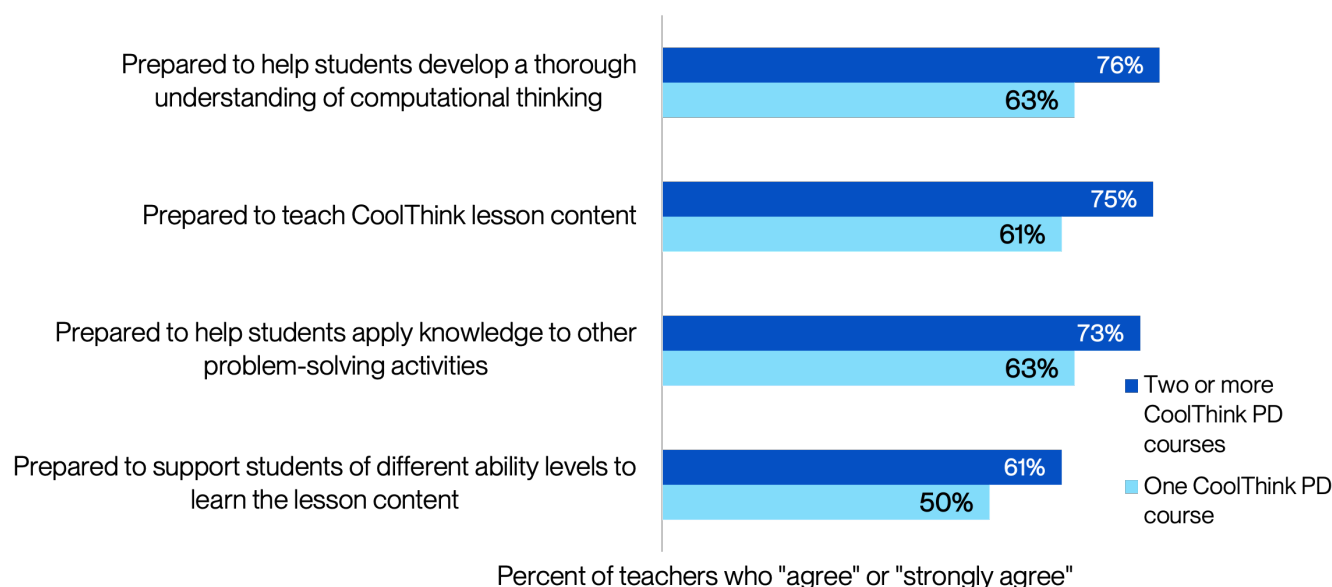 Prepared to help students develop a thorough
understanding of computational thinking
76%
63%
Prepared to teach CoolThink lesson content
75%
61%
Prepared to help students apply knowledge to other
problem-solving activities
73%
63%
Prepared to support students of different ability levels to
learn the lesson content
61%
50%
Two or more
CoolThink PD
courses
One CoolThink PD
course
Percent of teachers who "agree" or "strongly agree"